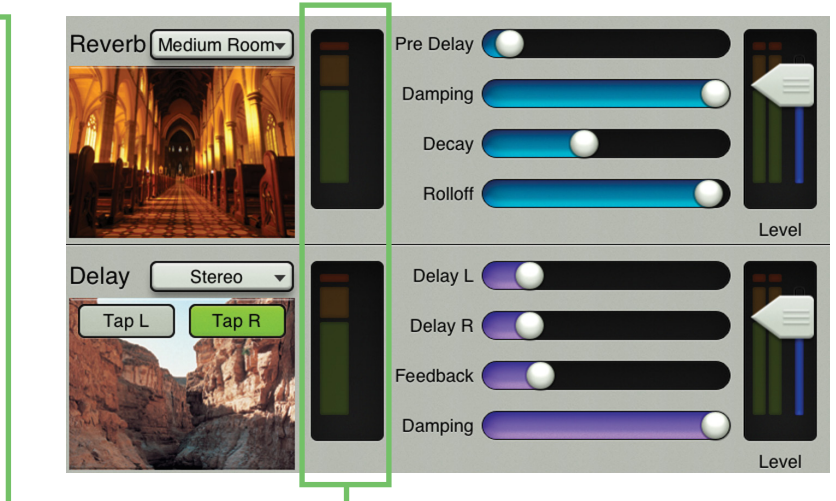 Reverb
Medium Room
Pre Delay
Damping
Decay
Rolloff
Level
Delay
Stereo
Tap L
Tap R
Delay L
Delay R
Feedback
Damping
Level